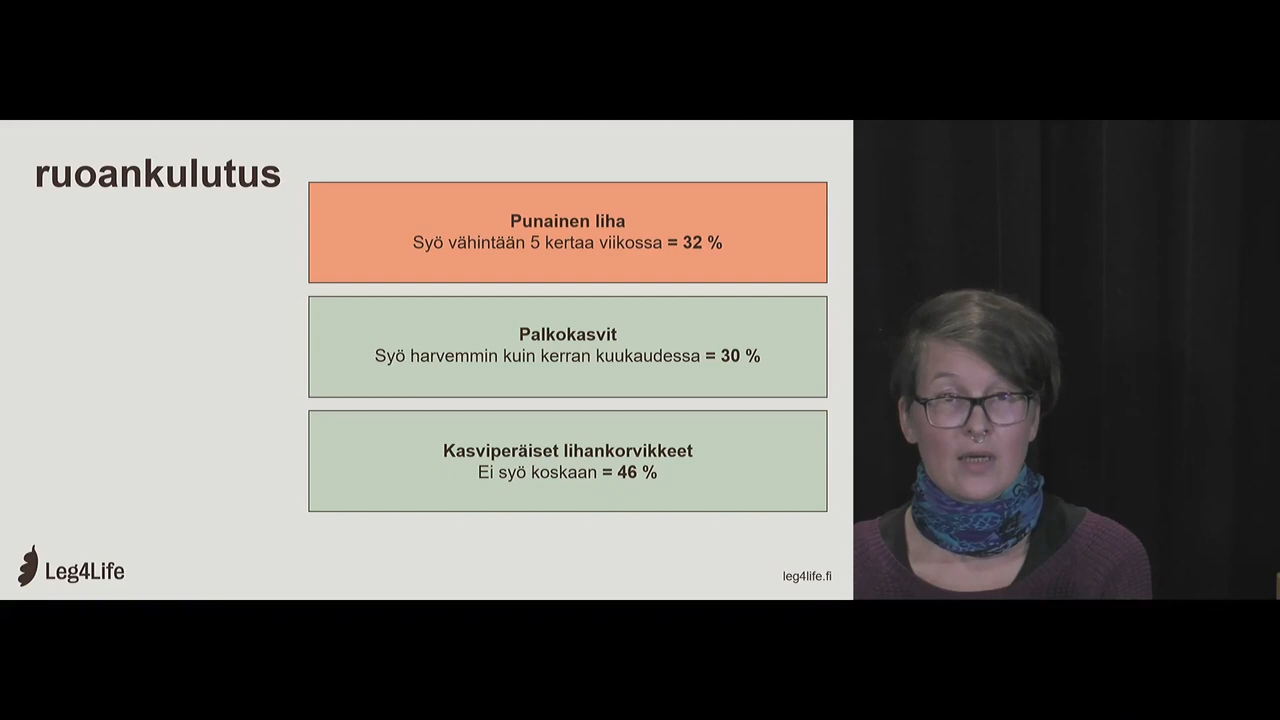 ruoankulutus
Punainen liha
Syö vähintään 5 kertaa viikossa = 32 %
Palkokasvit
Syö harvemmin kuin kerran kuukaudessa = 30 %
Kasviperäiset lihankorvikkeet
Ei syö koskaan = 46 %
Leg4Life
leg4life.fi